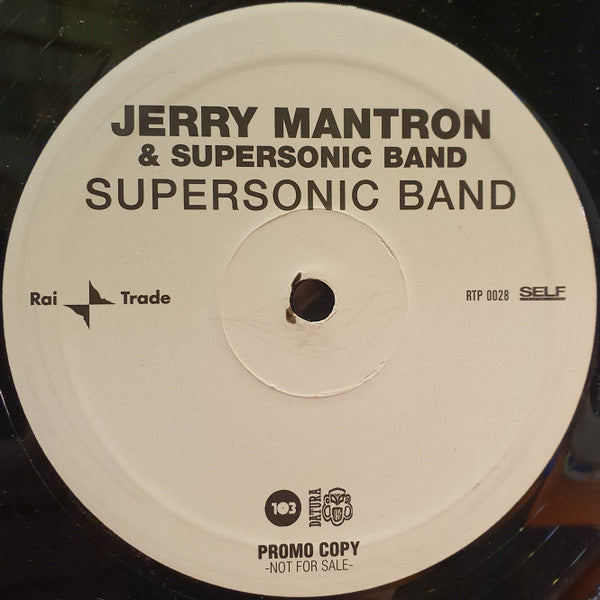 JERRY MANTRON
& SUPERSONIC BAND
SUPERSONIC BAND
Rai Trade
RTP 0028 SELF
103 DATURA
PROMO COPY
-NOT FOR SALE-